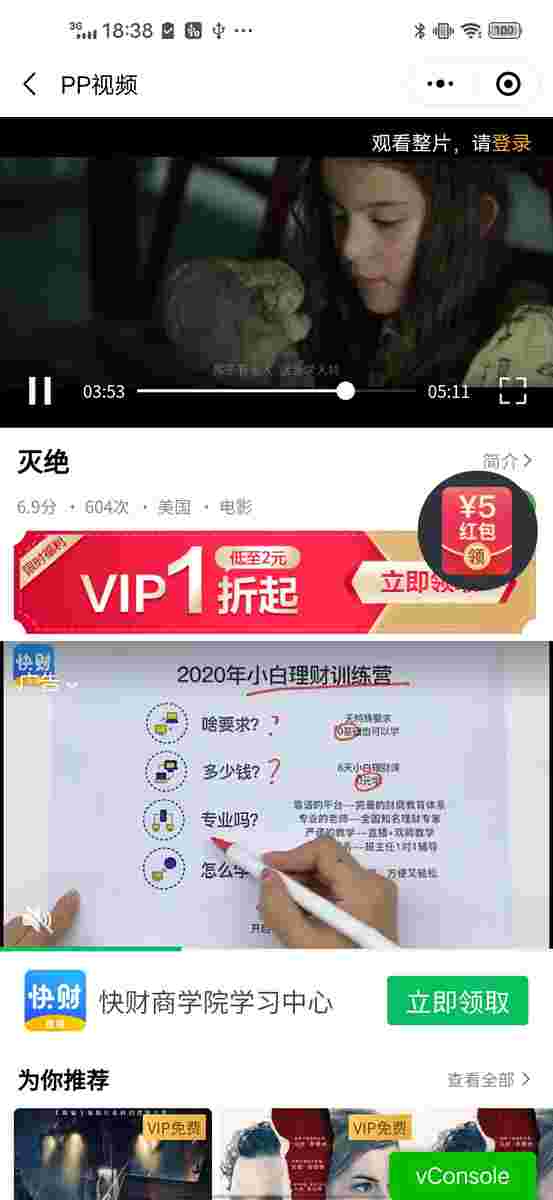 3G 18:38 100
PP视频
观看整片，请登录
03:53
05:11
灭绝
简介
6.9分 · 604次 · 美国 · 电影
¥5
红包
领
限时福利
VIP1折起
低至2元
立即领
快财
广告
2020年小白理财训练营
啥要求？
无特殊要求
0基础也可以学
多少钱？
6天小白理财课
专业吗？
靠谱的平台—完善的财商教育体系
专业的老师—全国知名理财专家
严谨的教学—直播+双师教学
班主任1对1辅导
怎么学
方便又轻松
快财
快财商学院学习中心
立即领取
为你推荐
查看全部
VIP免费
VIP免费
vConsole